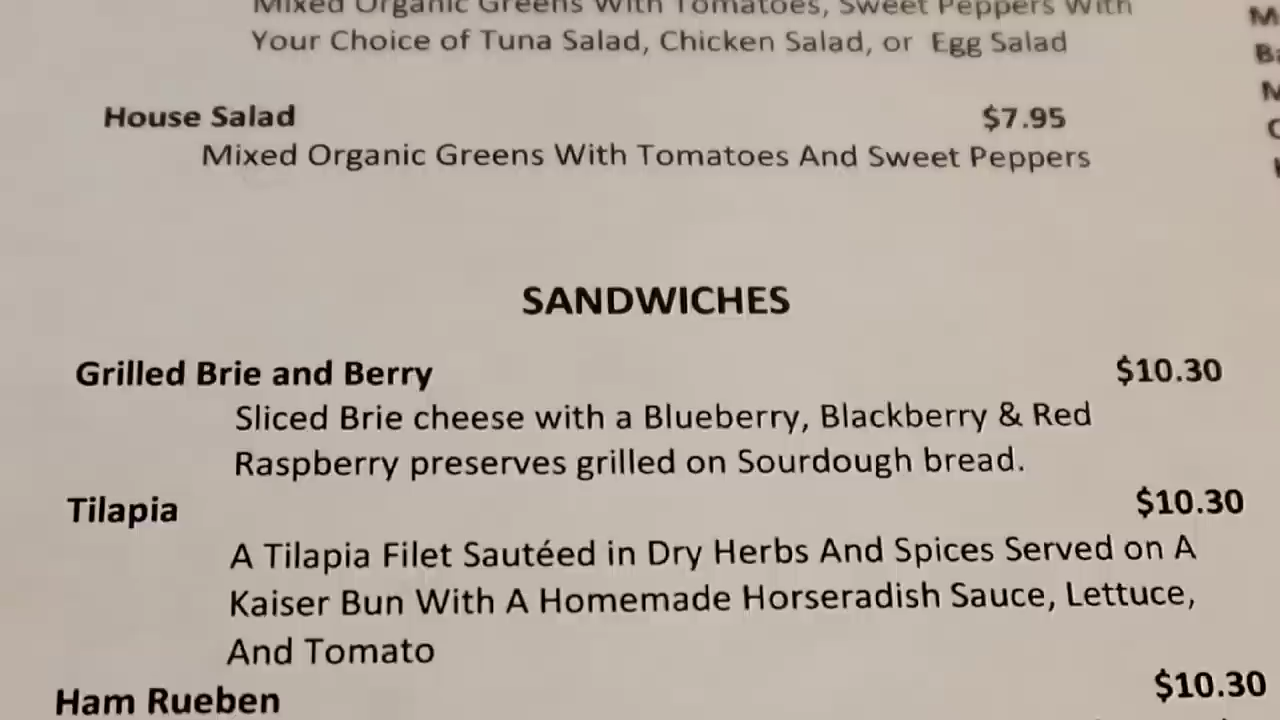 Mixed Organic Greens With Tomatoes, Sweet Peppers With
Your Choice of Tuna Salad, Chicken Salad, or Egg Salad
House Salad $7.95
Mixed Organic Greens With Tomatoes And Sweet Peppers
SANDWICHES
Grilled Brie and Berry $10.30
Sliced Brie cheese with a Blueberry, Blackberry & Red
Raspberry preserves grilled on Sourdough bread.
Tilapia $10.30
A Tilapia Filet Sautéed in Dry Herbs And Spices Served on A
Kaiser Bun With A Homemade Horseradish Sauce, Lettuce,
And Tomato
Ham Rueben $10.30